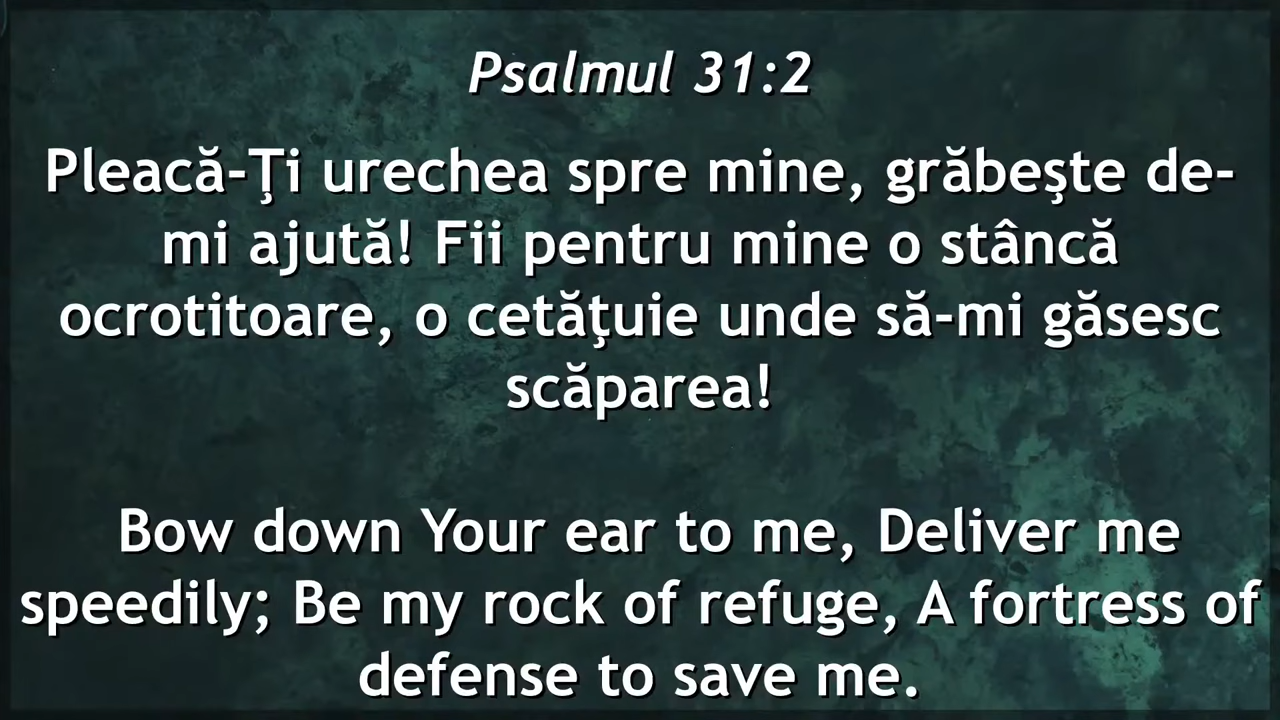 Psalmul 31:2
Pleacă-Ţi urechea spre mine, grăbeşte de-
mi ajută! Fii pentru mine o stâncă
ocrotitoare, o cetăţuie unde să-mi găsesc
scăparea!
Bow down Your ear to me, Deliver me
speedily; Be my rock of refuge, A fortress of
defense to save me.